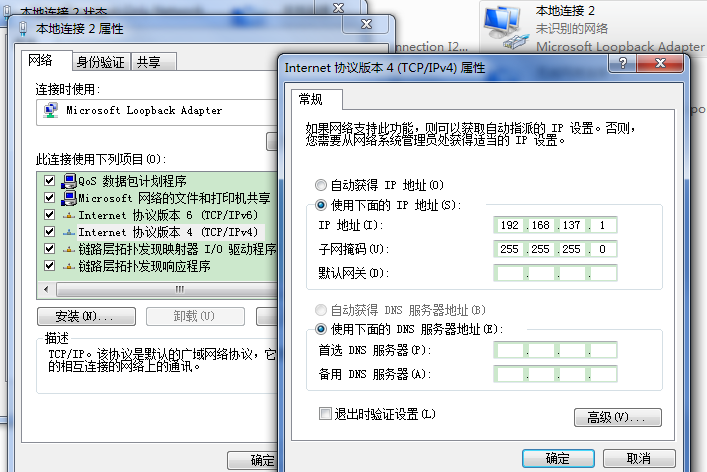 本地连接 2 状态
本地连接 2
未识别的网络
Microsoft Loopback Adapter
onnection I2...
本地连接 2 属性
网络
身份验证
共享
连接时使用:
Microsoft Loopback Adapter
此连接使用下列项目(O):
QoS 数据包计划程序
Microsoft 网络的文件和打印机共享
Internet 协议版本 6 (TCP/IPv6)
Internet 协议版本 4 (TCP/IPv4)
链路层拓扑发现映射器 I/O 驱动程序
链路层拓扑发现响应程序
安装(N)...
卸载(U)
描述
TCP/IP。该协议是默认的广域网络协议，它
的相互连接的网络上的通讯。
确定
Internet 协议版本 4 (TCP/IPv4) 属性
常规
如果网络支持此功能，则可以获取自动指派的 IP 设置。否则，
您需要从网络系统管理员处获得适当的 IP 设置。
自动获得 IP 地址(O)
使用下面的 IP 地址(S):
IP 地址(I):
192 .168 .137 . 1
子网掩码(U):
255 .255 .255 . 0
默认网关(D):
自动获得 DNS 服务器地址(B)
使用下面的 DNS 服务器地址(E):
首选 DNS 服务器(P):
备用 DNS 服务器(A):
退出时验证设置(L)
高级(V)...
确定
取消